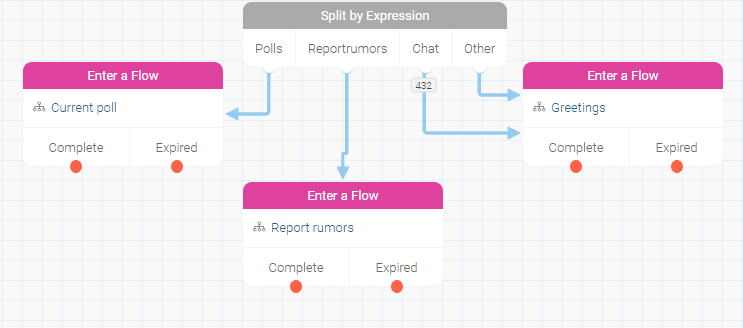 Split by Expression
Polls Reportrumors Chat Other
432
Enter a Flow
Current poll
Complete Expired
Enter a Flow
Greetings
Complete Expired
Enter a Flow
Report rumors
Complete Expired